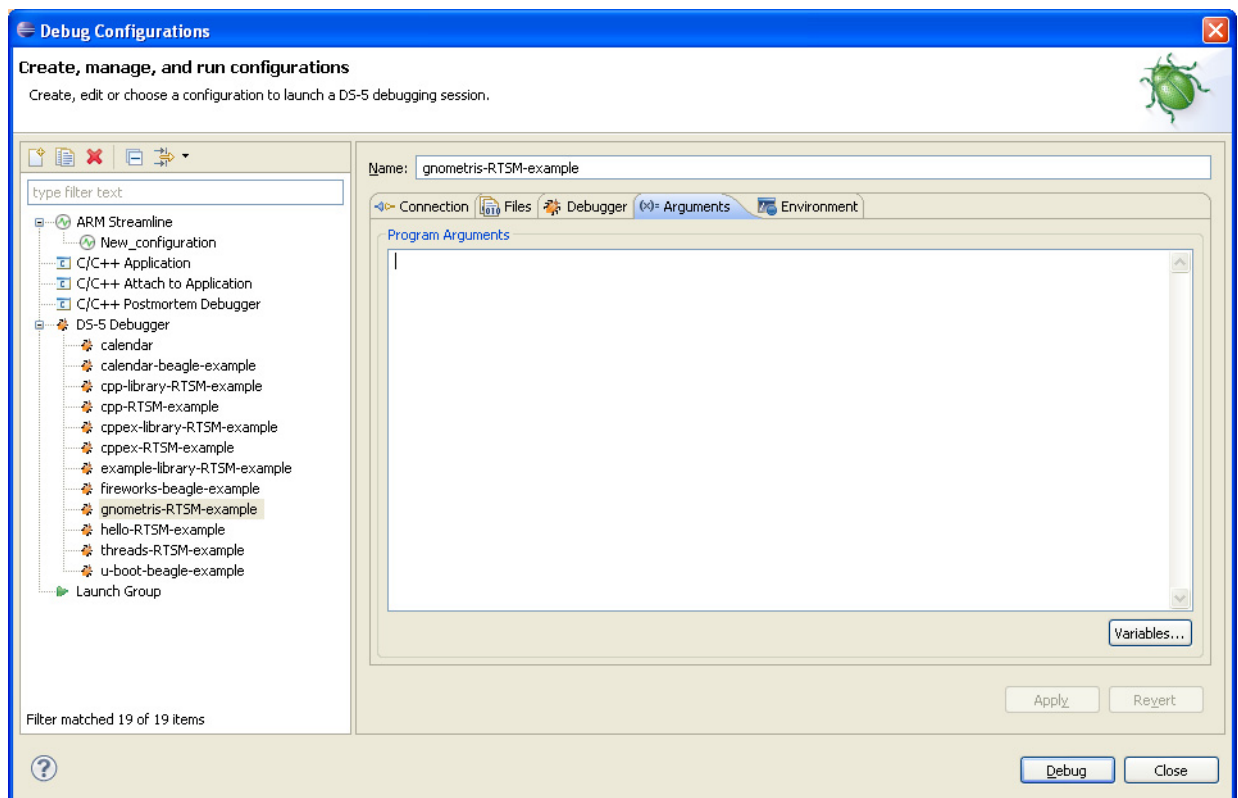 Debug Configurations
Create, manage, and run configurations
Create, edit or choose a configuration to launch a DS-5 debugging session.
type filter text
ARM Streamline
New_configuration
C/C++ Application
C/C++ Attach to Application
C/C++ Postmortem Debugger
DS-5 Debugger
calendar
calendar-beagle-example
cpp-library-RTSM-example
cpp-RTSM-example
cppex-library-RTSM-example
cppex-RTSM-example
example-library-RTSM-example
fireworks-beagle-example
gnometris-RTSM-example
hello-RTSM-example
threads-RTSM-example
u-boot-beagle-example
Launch Group
Filter matched 19 of 19 items
Name: gnometris-RTSM-example
Connection Files Debugger (x)= Arguments Environment
Program Arguments
Variables...
Apply Revert
Debug Close